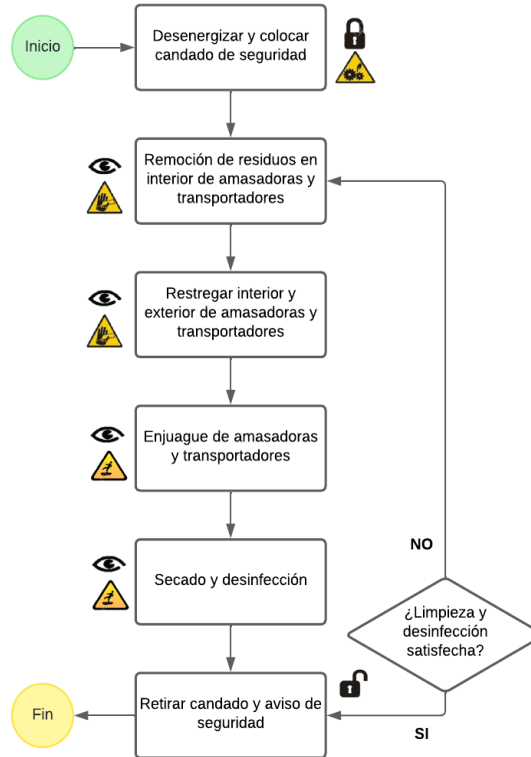 Inicio
Desenergizar y colocar
candado de seguridad
Remoción de residuos en
interior de amasadoras y
transportadores
Restregar interior y
exterior de amasadoras y
transportadores
Enjuague de amasadoras
y transportadores
NO
Secado y desinfección
¿Limpieza y
desinfección
satisfecha?
Retirar candado y aviso de
seguridad
SI
Fin